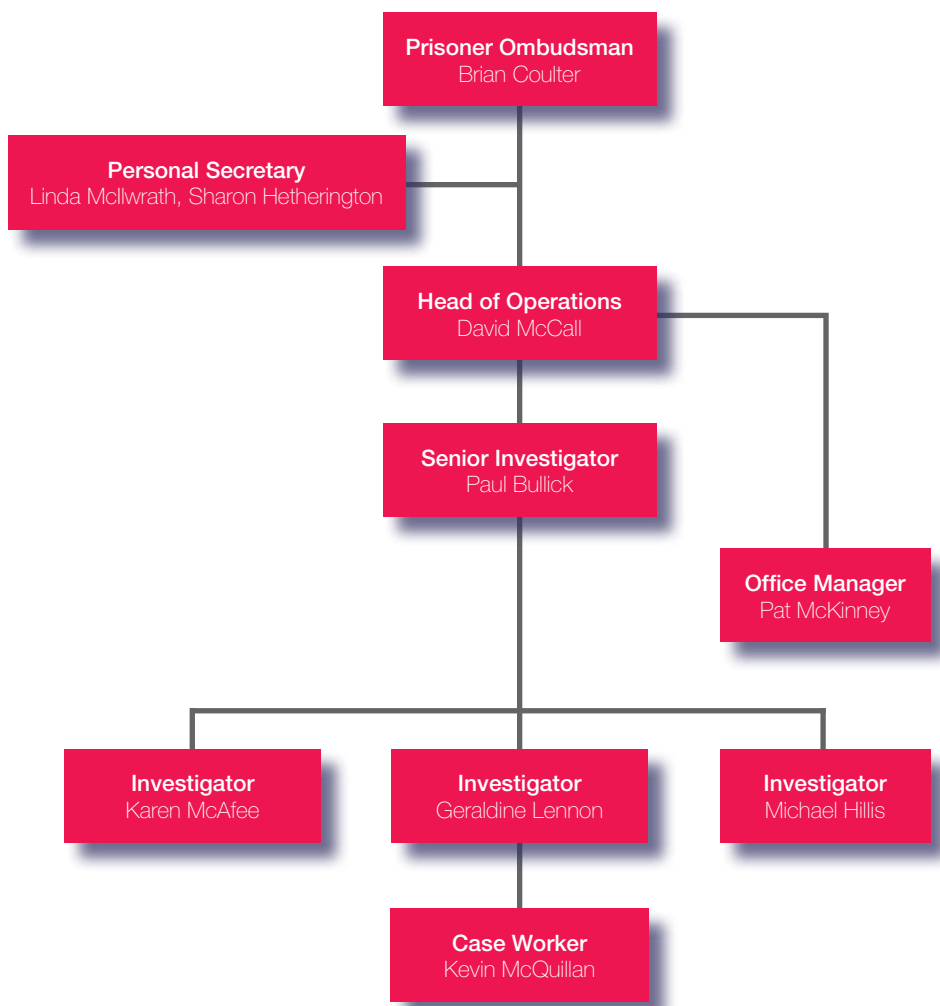 Prisoner Ombudsman
Brian Coulter
Personal Secretary
Linda McIlwrath, Sharon Hetherington
Head of Operations
David McCall
Senior Investigator
Paul Bullick
Office Manager
Pat McKinney
Investigator
Karen McAfee
Investigator
Geraldine Lennon
Investigator
Michael Hillis
Case Worker
Kevin McQuillan